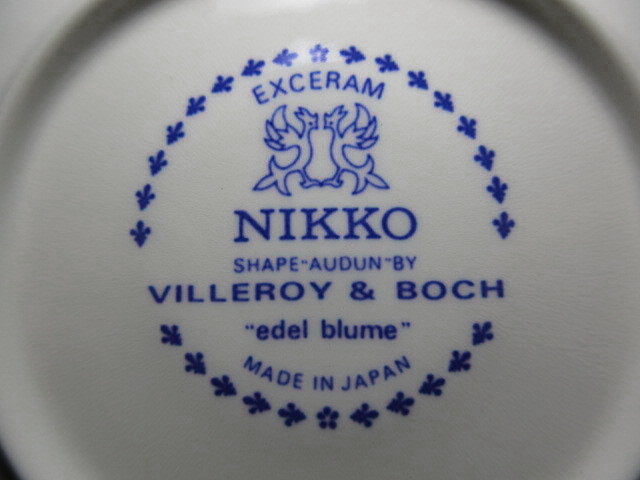 EXCERAM
NIKKO
SHAPE "AUDUN" BY
VILLEROY & BOCH
"edel blume"
MADE IN JAPAN